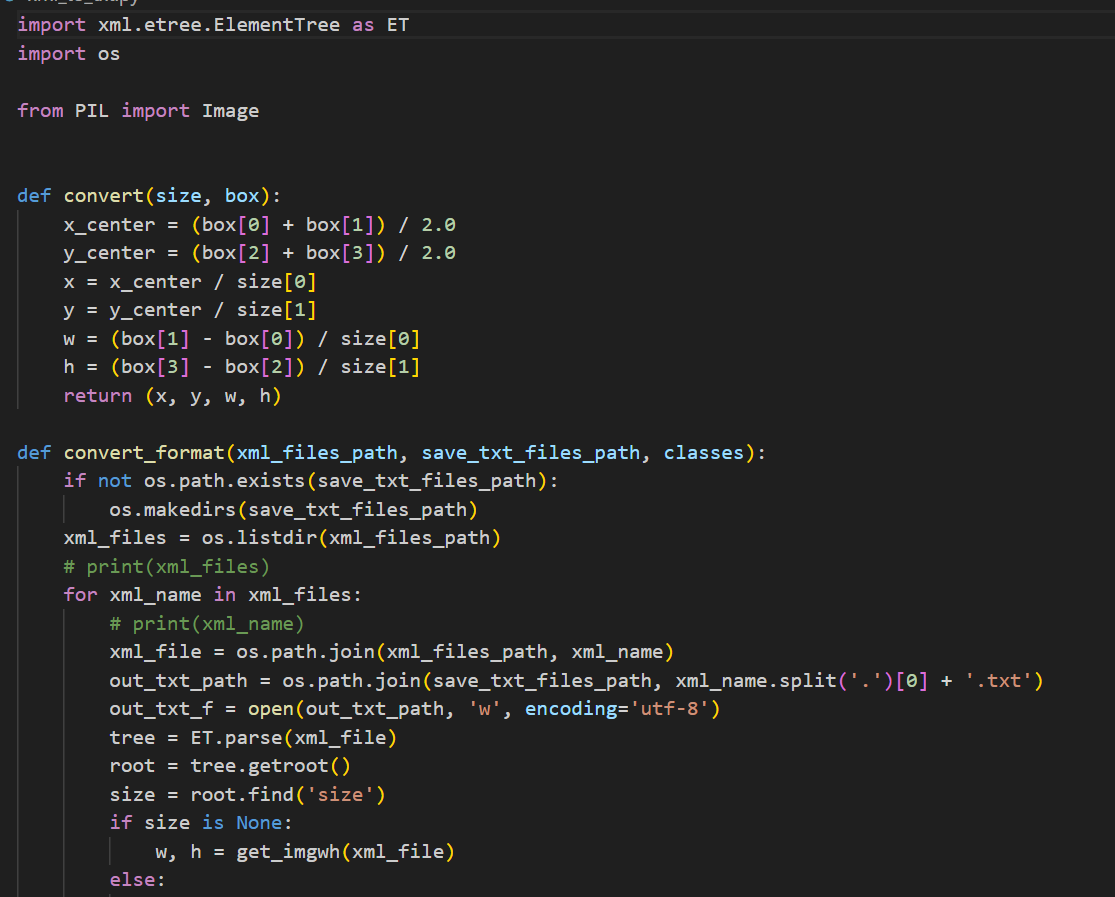 import xml.etree.ElementTree as ET
import os
from PIL import Image
def convert(size, box):
    x_center = (box[0] + box[1]) / 2.0
    y_center = (box[2] + box[3]) / 2.0
    x = x_center / size[0]
    y = y_center / size[1]
    w = (box[1] - box[0]) / size[0]
    h = (box[3] - box[2]) / size[1]
    return (x, y, w, h)
def convert_format(xml_files_path, save_txt_files_path, classes):
    if not os.path.exists(save_txt_files_path):
        os.makedirs(save_txt_files_path)
    xml_files = os.listdir(xml_files_path)
    # print(xml_files)
    for xml_name in xml_files:
        # print(xml_name)
        xml_file = os.path.join(xml_files_path, xml_name)
        out_txt_path = os.path.join(save_txt_files_path, xml_name.split('.')[0] + '.txt')
        out_txt_f = open(out_txt_path, 'w', encoding='utf-8')
        tree = ET.parse(xml_file)
        root = tree.getroot()
        size = root.find('size')
        if size is None:
            w, h = get_imgwh(xml_file)
        else: